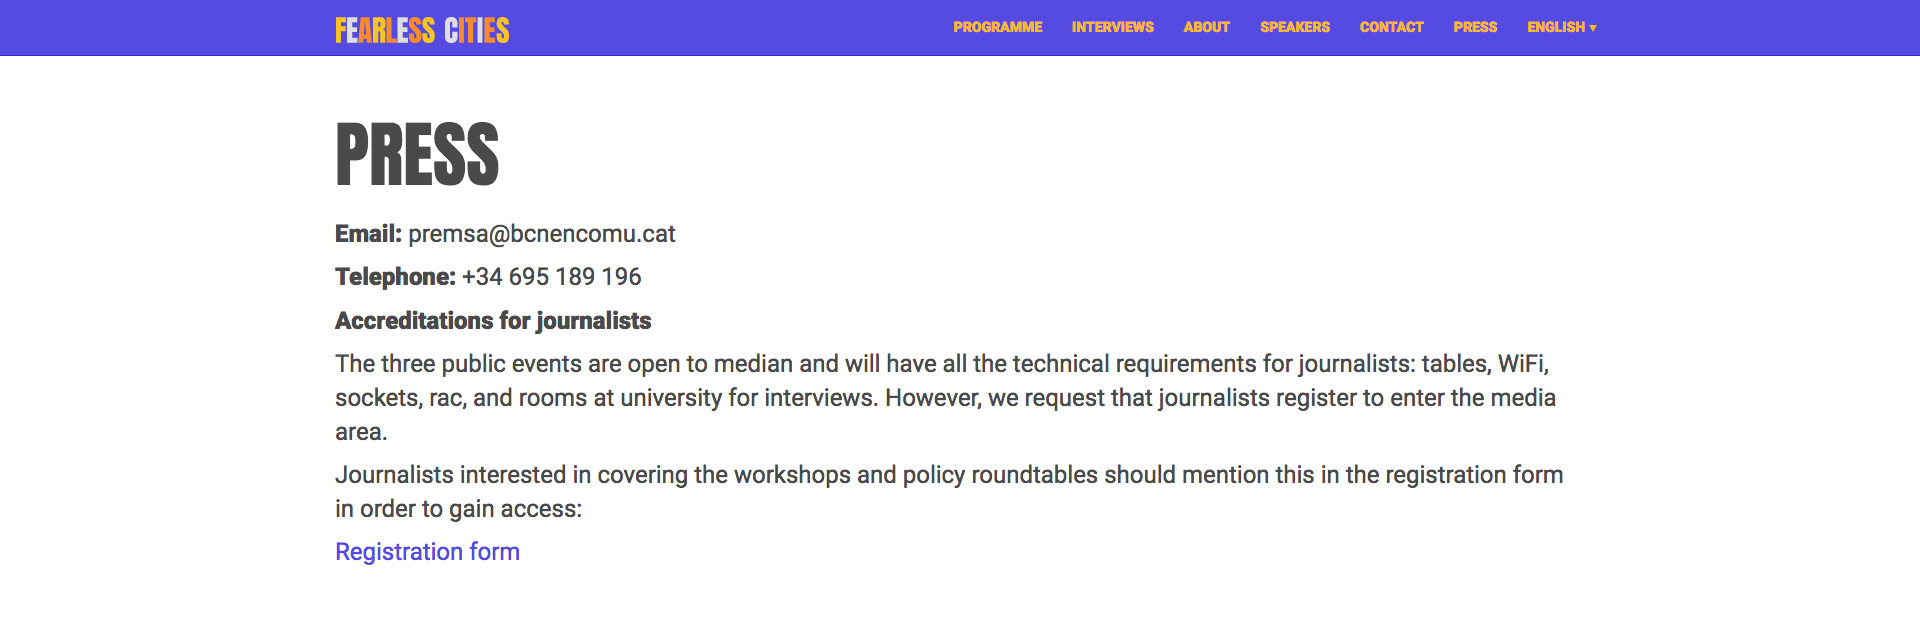 FEARLESS CITIES
PROGRAMME INTERVIEWS ABOUT SPEAKERS CONTACT PRESS ENGLISH ▾
PRESS
Email: premsa@bcnencomu.cat
Telephone: +34 695 189 196
Accreditations for journalists
The three public events are open to median and will have all the technical requirements for journalists: tables, WiFi,
sockets, rac, and rooms at university for interviews. However, we request that journalists register to enter the media
area.
Journalists interested in covering the workshops and policy roundtables should mention this in the registration form
in order to gain access:
Registration form